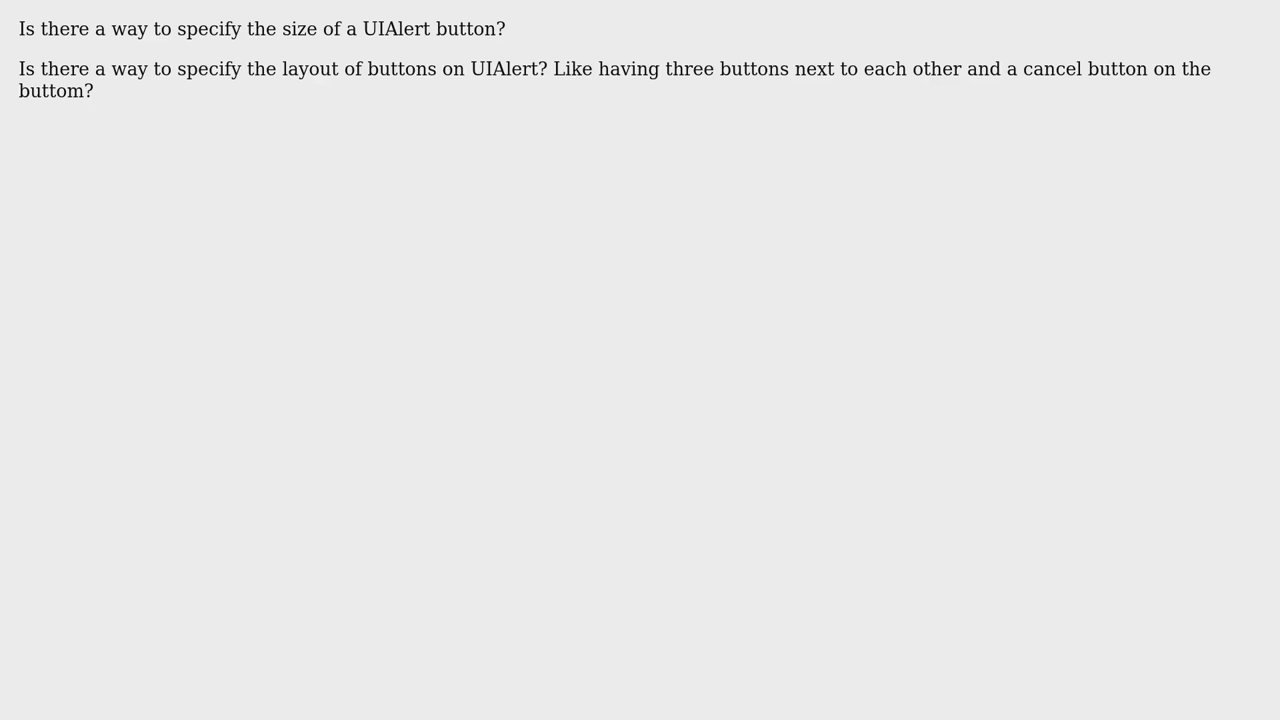 Is there a way to specify the size of a UIAlert button?
Is there a way to specify the layout of buttons on UIAlert? Like having three buttons next to each other and a cancel button on the
buttom?